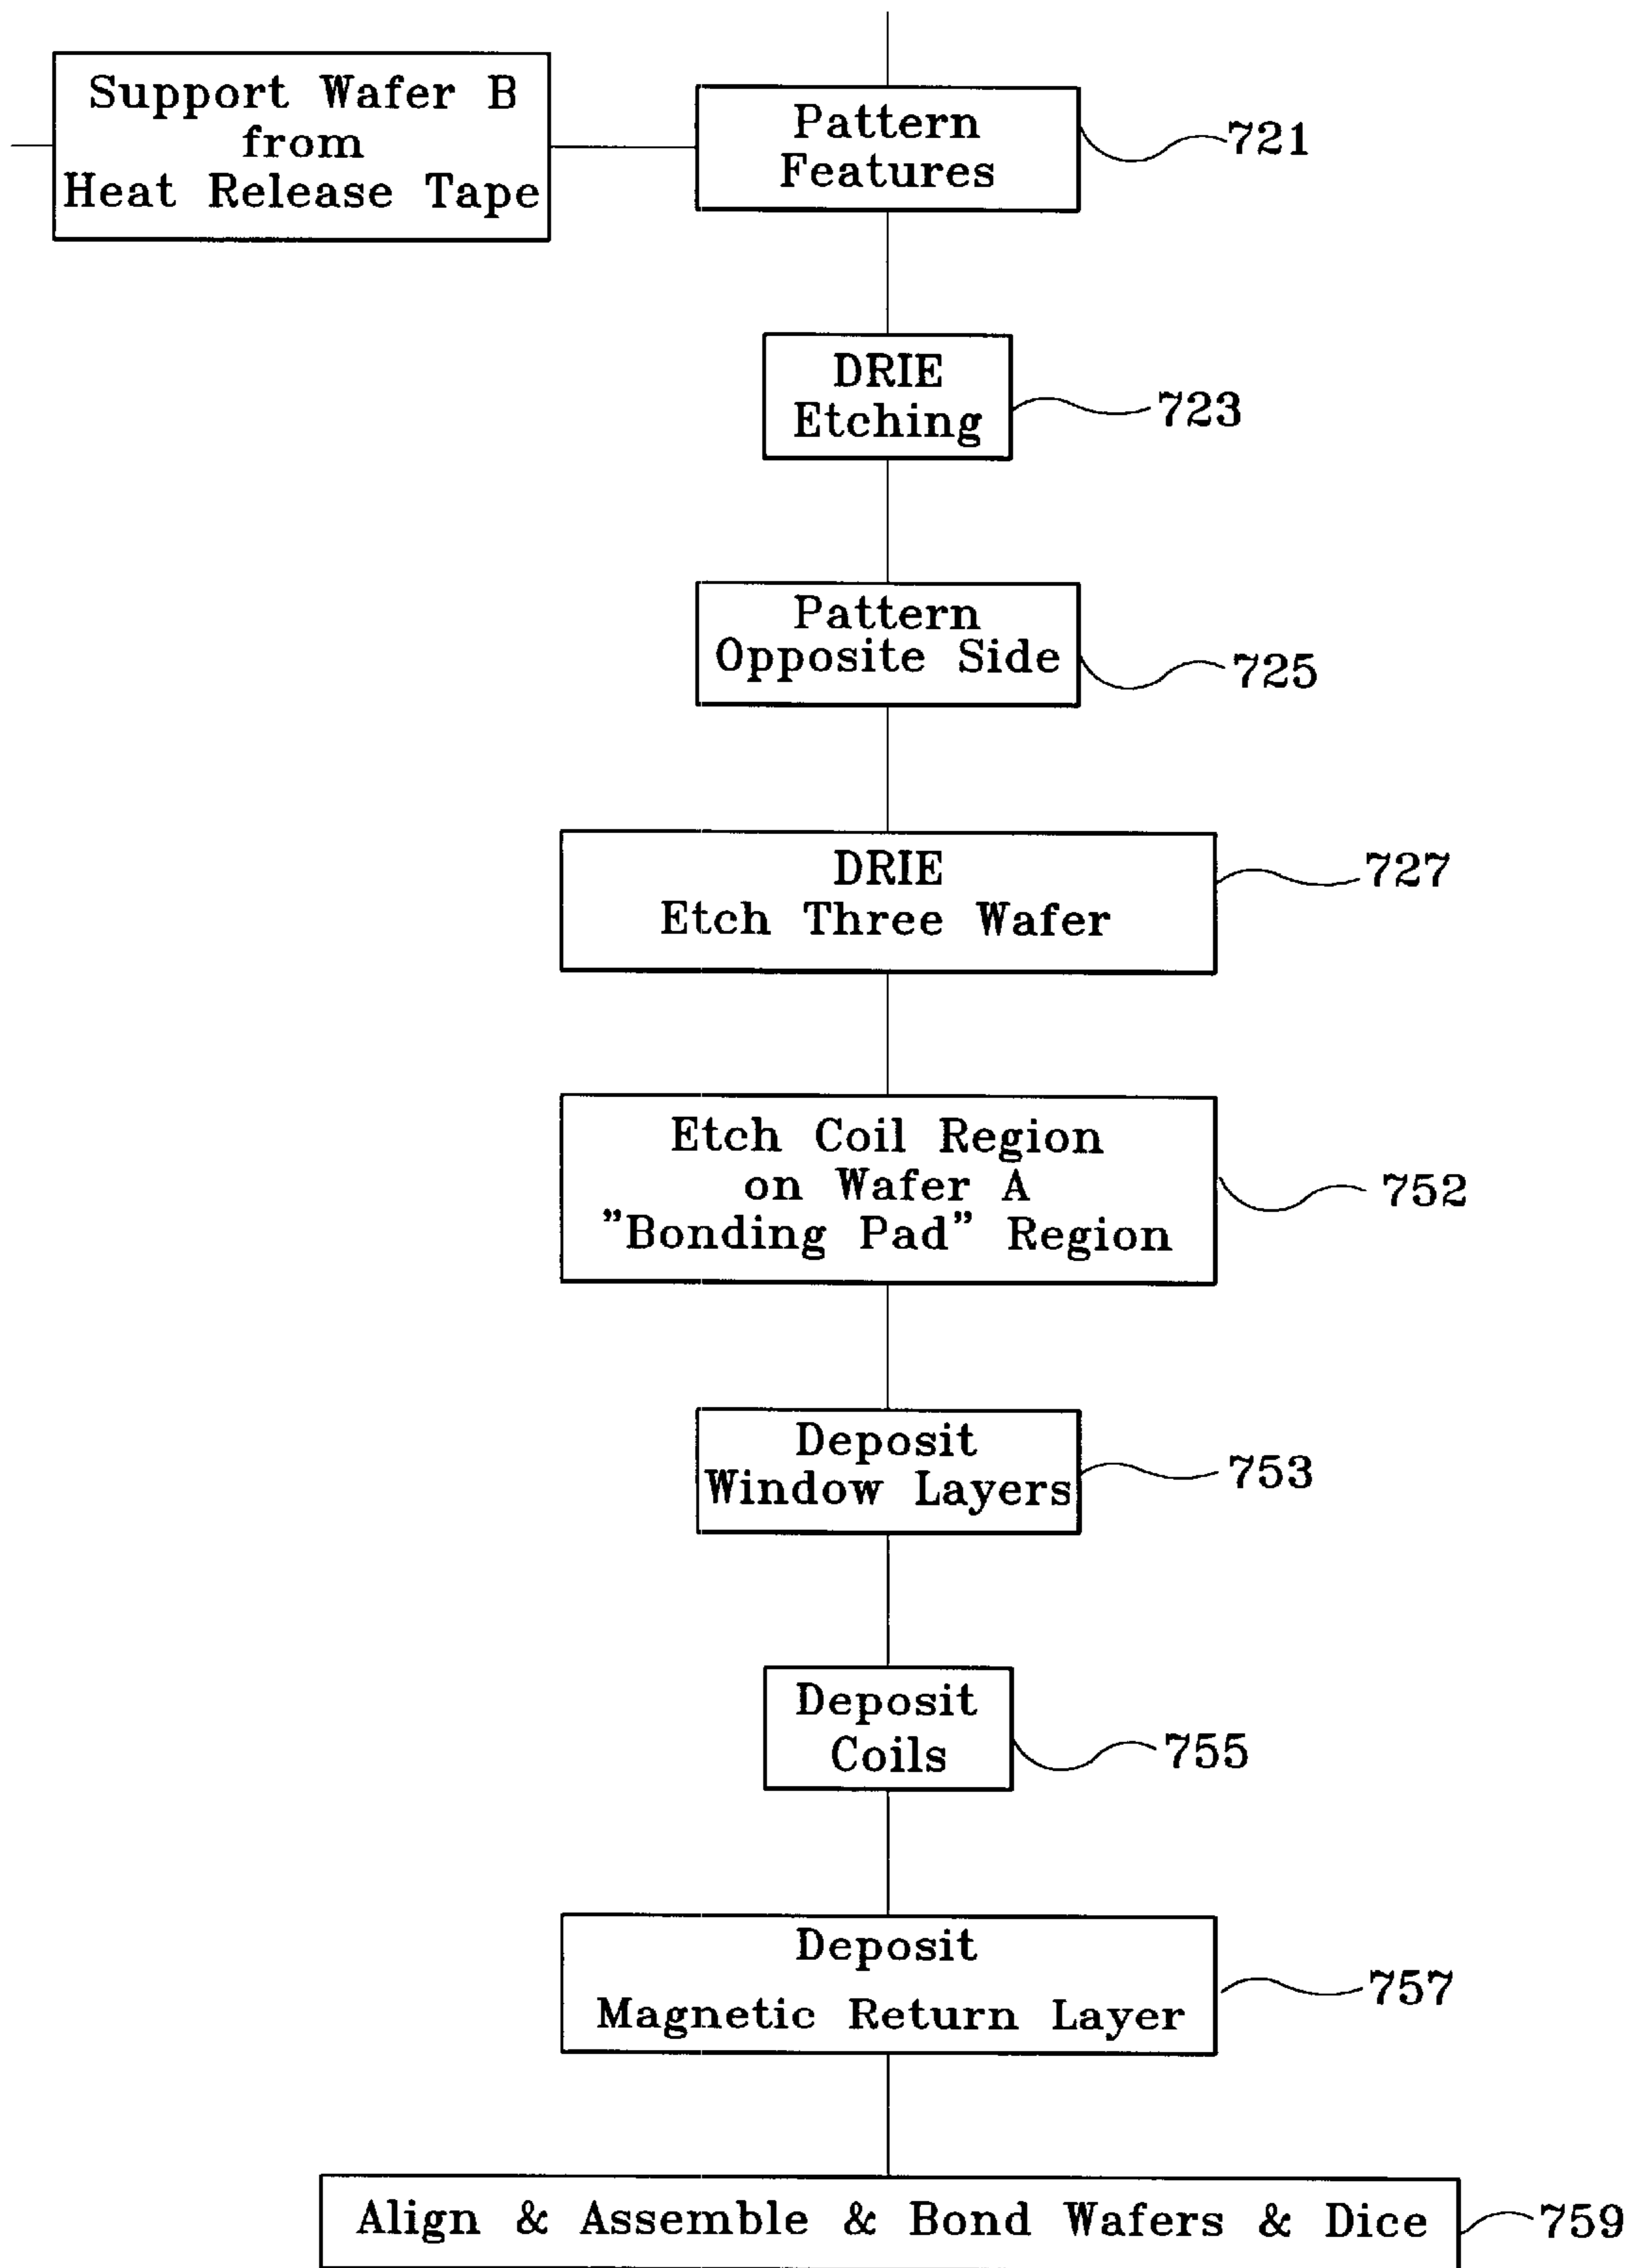 Support Wafer B
from
Heat Release Tape
Pattern
Features
721
DRIE
Etching
723
Pattern
Opposite Side
725
DRIE
Etch Three Wafer
727
Etch Coil Region
on Wafer A
"Bonding Pad" Region
752
Deposit
Window Layers
753
Deposit
Coils
755
Deposit
Magnetic Return Layer
757
Align & Assemble & Bond Wafers & Dice
759